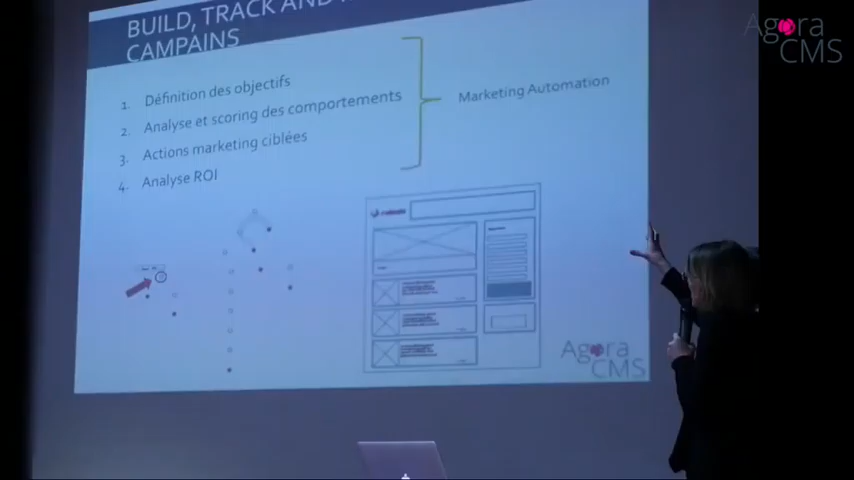 Agora
CMS
BUILD, TRACK AND
CAMPAINS
1. Définition des objectifs
2. Analyse et scoring des comportements
3. Actions marketing ciblées
4. Analyse ROI
Marketing Automation
Agora
CMS